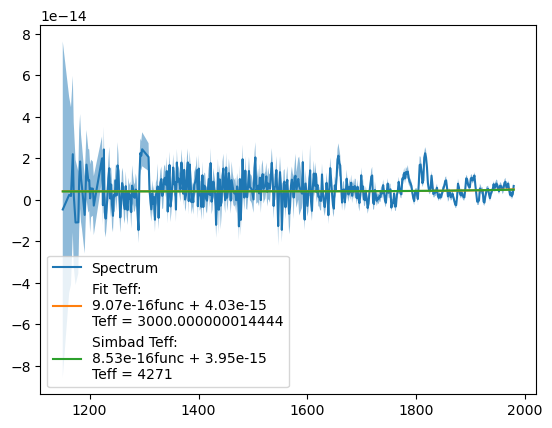 1e−14
8
6
4
2
0
−2
−4
−6
−8
Spectrum
Fit Teff:
9.07e-16func + 4.03e-15
Teff = 3000.000000014444
Simbad Teff:
8.53e-16func + 3.95e-15
Teff = 4271
1200 1400 1600 1800 2000